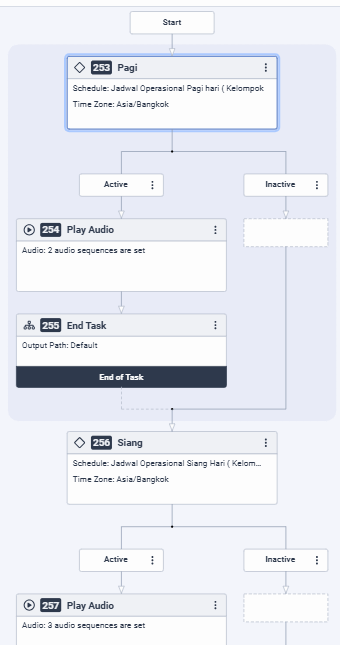 Start
253 Pagi
Schedule: Jadwal Operasional Pagi hari ( Kelompok
Time Zone: Asia/Bangkok
Active
Inactive
254 Play Audio
Audio: 2 audio sequences are set
255 End Task
Output Path: Default
End of Task
256 Siang
Schedule: Jadwal Operasional Siang Hari ( Kelom...
Time Zone: Asia/Bangkok
Active
Inactive
257 Play Audio
Audio: 3 audio sequences are set